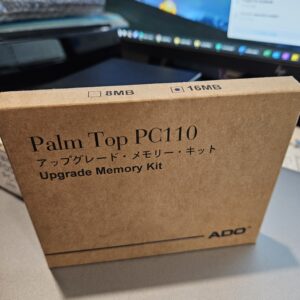 8MB 16MB
Palm Top PC110
アップグレード・メモリー・キット
Upgrade Memory Kit
ADO